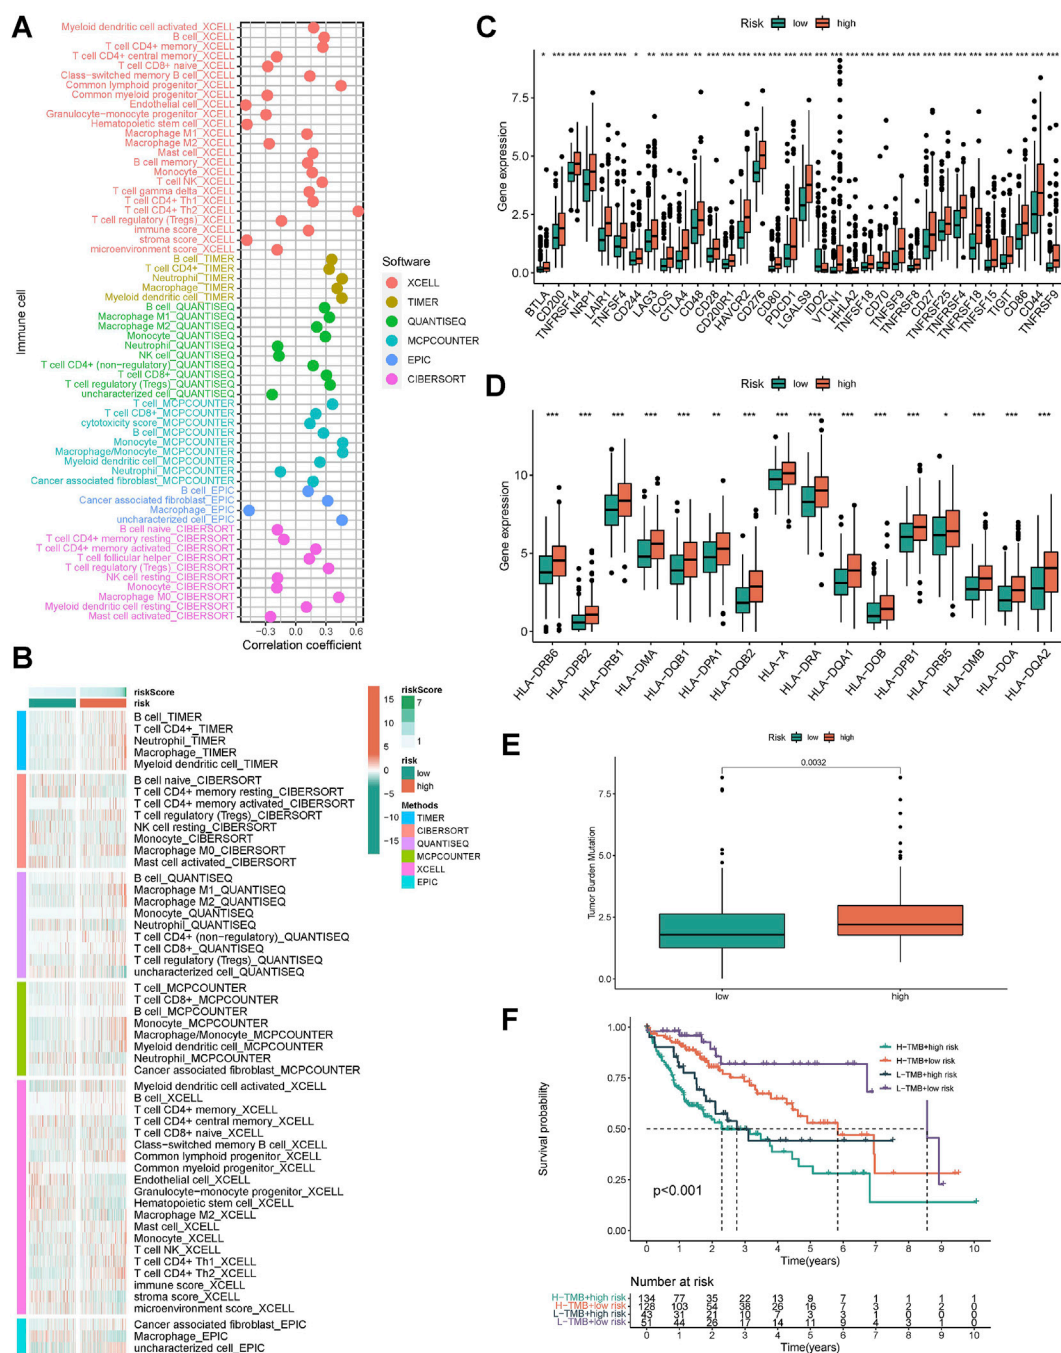 A
Myeloid dendritic cell activated_XCELL
B cell_XCELL
T cell CD4+ memory_XCELL
T cell CD4+ central memory_XCELL
T cell CD8+ naive_XCELL
Class-switched memory B cell_XCELL
Common lymphoid progenitor_XCELL
Common myeloid progenitor_XCELL
Endothelial cell_XCELL
Granulocyte-monocyte progenitor_XCELL
Hematopoietic stem cell_XCELL
Macrophage M1_XCELL
Macrophage M2_XCELL
Mast cell_XCELL
B cell memory_XCELL
Monocyte_XCELL
T cell NK_XCELL
T cell gamma delta_XCELL
T cell CD4+ Th1_XCELL
T cell CD4+ Th2_XCELL
T cell regulatory (Tregs)_XCELL
immune score_XCELL
stroma score_XCELL
microenvironment score_XCELL
B cell_TIMER
T cell CD4+_TIMER
Neutrophil_TIMER
Macrophage_TIMER
Myeloid dendritic cell_TIMER
B cell_QUANTISEQ
Macrophage M1_QUANTISEQ
Macrophage M2_QUANTISEQ
Monocyte_QUANTISEQ
Neutrophil_QUANTISEQ
NK cell_QUANTISEQ
T cell CD4+ (non-regulatory)_QUANTISEQ
T cell CD8+_QUANTISEQ
T cell regulatory (Tregs)_QUANTISEQ
uncharacterized cell_QUANTISEQ
T cell_MCPCOUNTER
T cell CD8+_MCPCOUNTER
cytotoxicity score_MCPCOUNTER
B cell_MCPCOUNTER
Monocyte_MCPCOUNTER
Macrophage/Monocyte_MCPCOUNTER
Myeloid dendritic cell_MCPCOUNTER
Neutrophil_MCPCOUNTER
Cancer associated fibroblast_MCPCOUNTER
B cell_EPIC
Cancer associated fibroblast_EPIC
Macrophage_EPIC
uncharacterized cell_EPIC
B cell naive_CIBERSORT
T cell CD4+ memory resting_CIBERSORT
T cell CD4+ memory activated_CIBERSORT
T cell follicular helper_CIBERSORT
T cell regulatory (Tregs)_CIBERSORT
NK cell resting_CIBERSORT
Monocyte_CIBERSORT
Macrophage M0_CIBERSORT
Myeloid dendritic cell resting_CIBERSORT
Mast cell activated_CIBERSORT
Immune cell
−0.3 0.0 0.3 0.6
Correlation coefficient
Software
XCELL
TIMER
QUANTISEQ
MCPCOUNTER
EPIC
CIBERSORT
B
riskScore
risk
B cell_TIMER
T cell CD4+_TIMER
Neutrophil_TIMER
Macrophage_TIMER
Myeloid dendritic cell_TIMER
B cell naive_CIBERSORT
T cell CD4+ memory resting_CIBERSORT
T cell CD4+ memory activated_CIBERSORT
T cell regulatory (Tregs)_CIBERSORT
NK cell resting_CIBERSORT
Monocyte_CIBERSORT
Macrophage M0_CIBERSORT
Mast cell activated_CIBERSORT
B cell_QUANTISEQ
Macrophage M1_QUANTISEQ
Macrophage M2_QUANTISEQ
Monocyte_QUANTISEQ
Neutrophil_QUANTISEQ
T cell CD4+ (non-regulatory)_QUANTISEQ
T cell CD8+_QUANTISEQ
T cell regulatory (Tregs)_QUANTISEQ
uncharacterized cell_QUANTISEQ
T cell_MCPCOUNTER
T cell CD8+_MCPCOUNTER
B cell_MCPCOUNTER
Monocyte_MCPCOUNTER
Macrophage/Monocyte_MCPCOUNTER
Myeloid dendritic cell_MCPCOUNTER
Neutrophil_MCPCOUNTER
Cancer associated fibroblast_MCPCOUNTER
Myeloid dendritic cell activated_XCELL
B cell_XCELL
T cell CD4+ memory_XCELL
T cell CD4+ central memory_XCELL
T cell CD8+ naive_XCELL
Class-switched memory B cell_XCELL
Common lymphoid progenitor_XCELL
Common myeloid progenitor_XCELL
Endothelial cell_XCELL
Granulocyte-monocyte progenitor_XCELL
Hematopoietic stem cell_XCELL
Macrophage M2_XCELL
Mast cell_XCELL
Monocyte_XCELL
T cell NK_XCELL
T cell CD4+ Th1_XCELL
T cell CD4+ Th2_XCELL
immune score_XCELL
stroma score_XCELL
microenvironment score_XCELL
Cancer associated fibroblast_EPIC
Macrophage_EPIC
uncharacterized cell_EPIC
15
10
5
0
−5
−10
−15
riskScore
7
1
risk
low
high
Methods
TIMER
CIBERSORT
QUANTISEQ
MCPCOUNTER
XCELL
EPIC
C
Risk low high
Gene expression
7.5
5.0
2.5
0.0
BTLA
CD200
TNFRSF14
NRP1
LAIR1
TNFSF4
CD244
LAG3
ICOS
CTLA4
CD48
CD28
CD200R1
HAVCR2
CD276
CD80
PDCD1
LGALS9
IDO2
VTCN1
HHLA2
TNFSF18
CD70
TNFSF9
TNFRSF8
CD27
TNFRSF25
TNFRSF4
TNFRSF18
TNFSF15
TIGIT
CD86
CD44
TNFRSF9
D
Risk low high
*** *** *** *** *** ** *** *** *** *** *** *** * *** *** ***
Gene expression
10
5
0
HLA−DRB6
HLA−DPB2
HLA−DRB1
HLA−DMA
HLA−DQB1
HLA−DPA1
HLA−DQB2
HLA−A
HLA−DRA
HLA−DQA1
HLA−DOB
HLA−DPB1
HLA−DRB5
HLA−DMB
HLA−DOA
HLA−DQA2
E
Risk low high
0.0032
Tumor Burden Mutation
7.5
5.0
2.5
0.0
low high
F
Survival probability
1.00
0.75
0.50
0.25
0.00
H−TMB+high risk
H−TMB+low risk
L−TMB+high risk
L−TMB+low risk
p<0.001
0 1 2 3 4 5 6 7 8 9 10
Time(years)
Number at risk
H−TMB+high risk 134 77 35 22 13 9 7 1 1 1 1
H−TMB+low risk 128 103 54 38 26 16 7 3 2 2 0
L−TMB+high risk 43 31 21 10 7 3 3 1 0 0 0
L−TMB+low risk 51 44 26 17 14 11 9 4 3 1 0
0 1 2 3 4 5 6 7 8 9 10
Time(years)